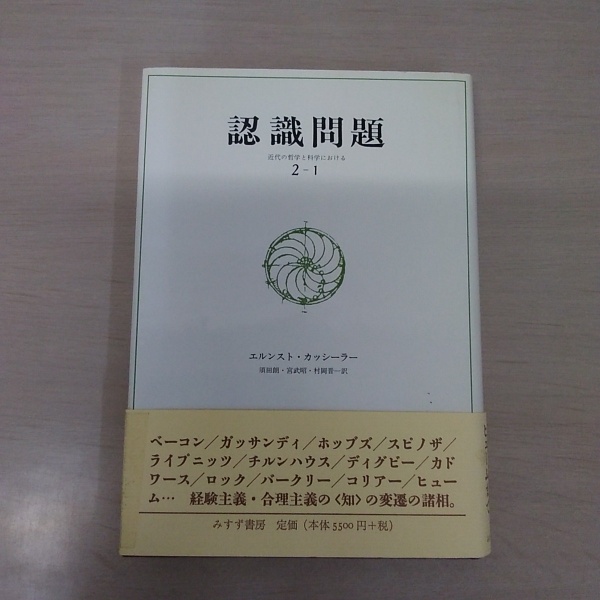 認識問題
近代の哲学と科学における
2-1
エルンスト・カッシーラー
須田朗・宮武昭・村岡晋一訳
ベーコン／ガッサンディ／ホッブズ／スピノザ／
ライプニッツ／チルンハウス／ディグビー／カド
ワース／ロック／バークリー／コリアー／ヒュー
ム… 経験主義・合理主義の〈知〉の変遷の諸相。
みすず書房 定価（本体5500円＋税）